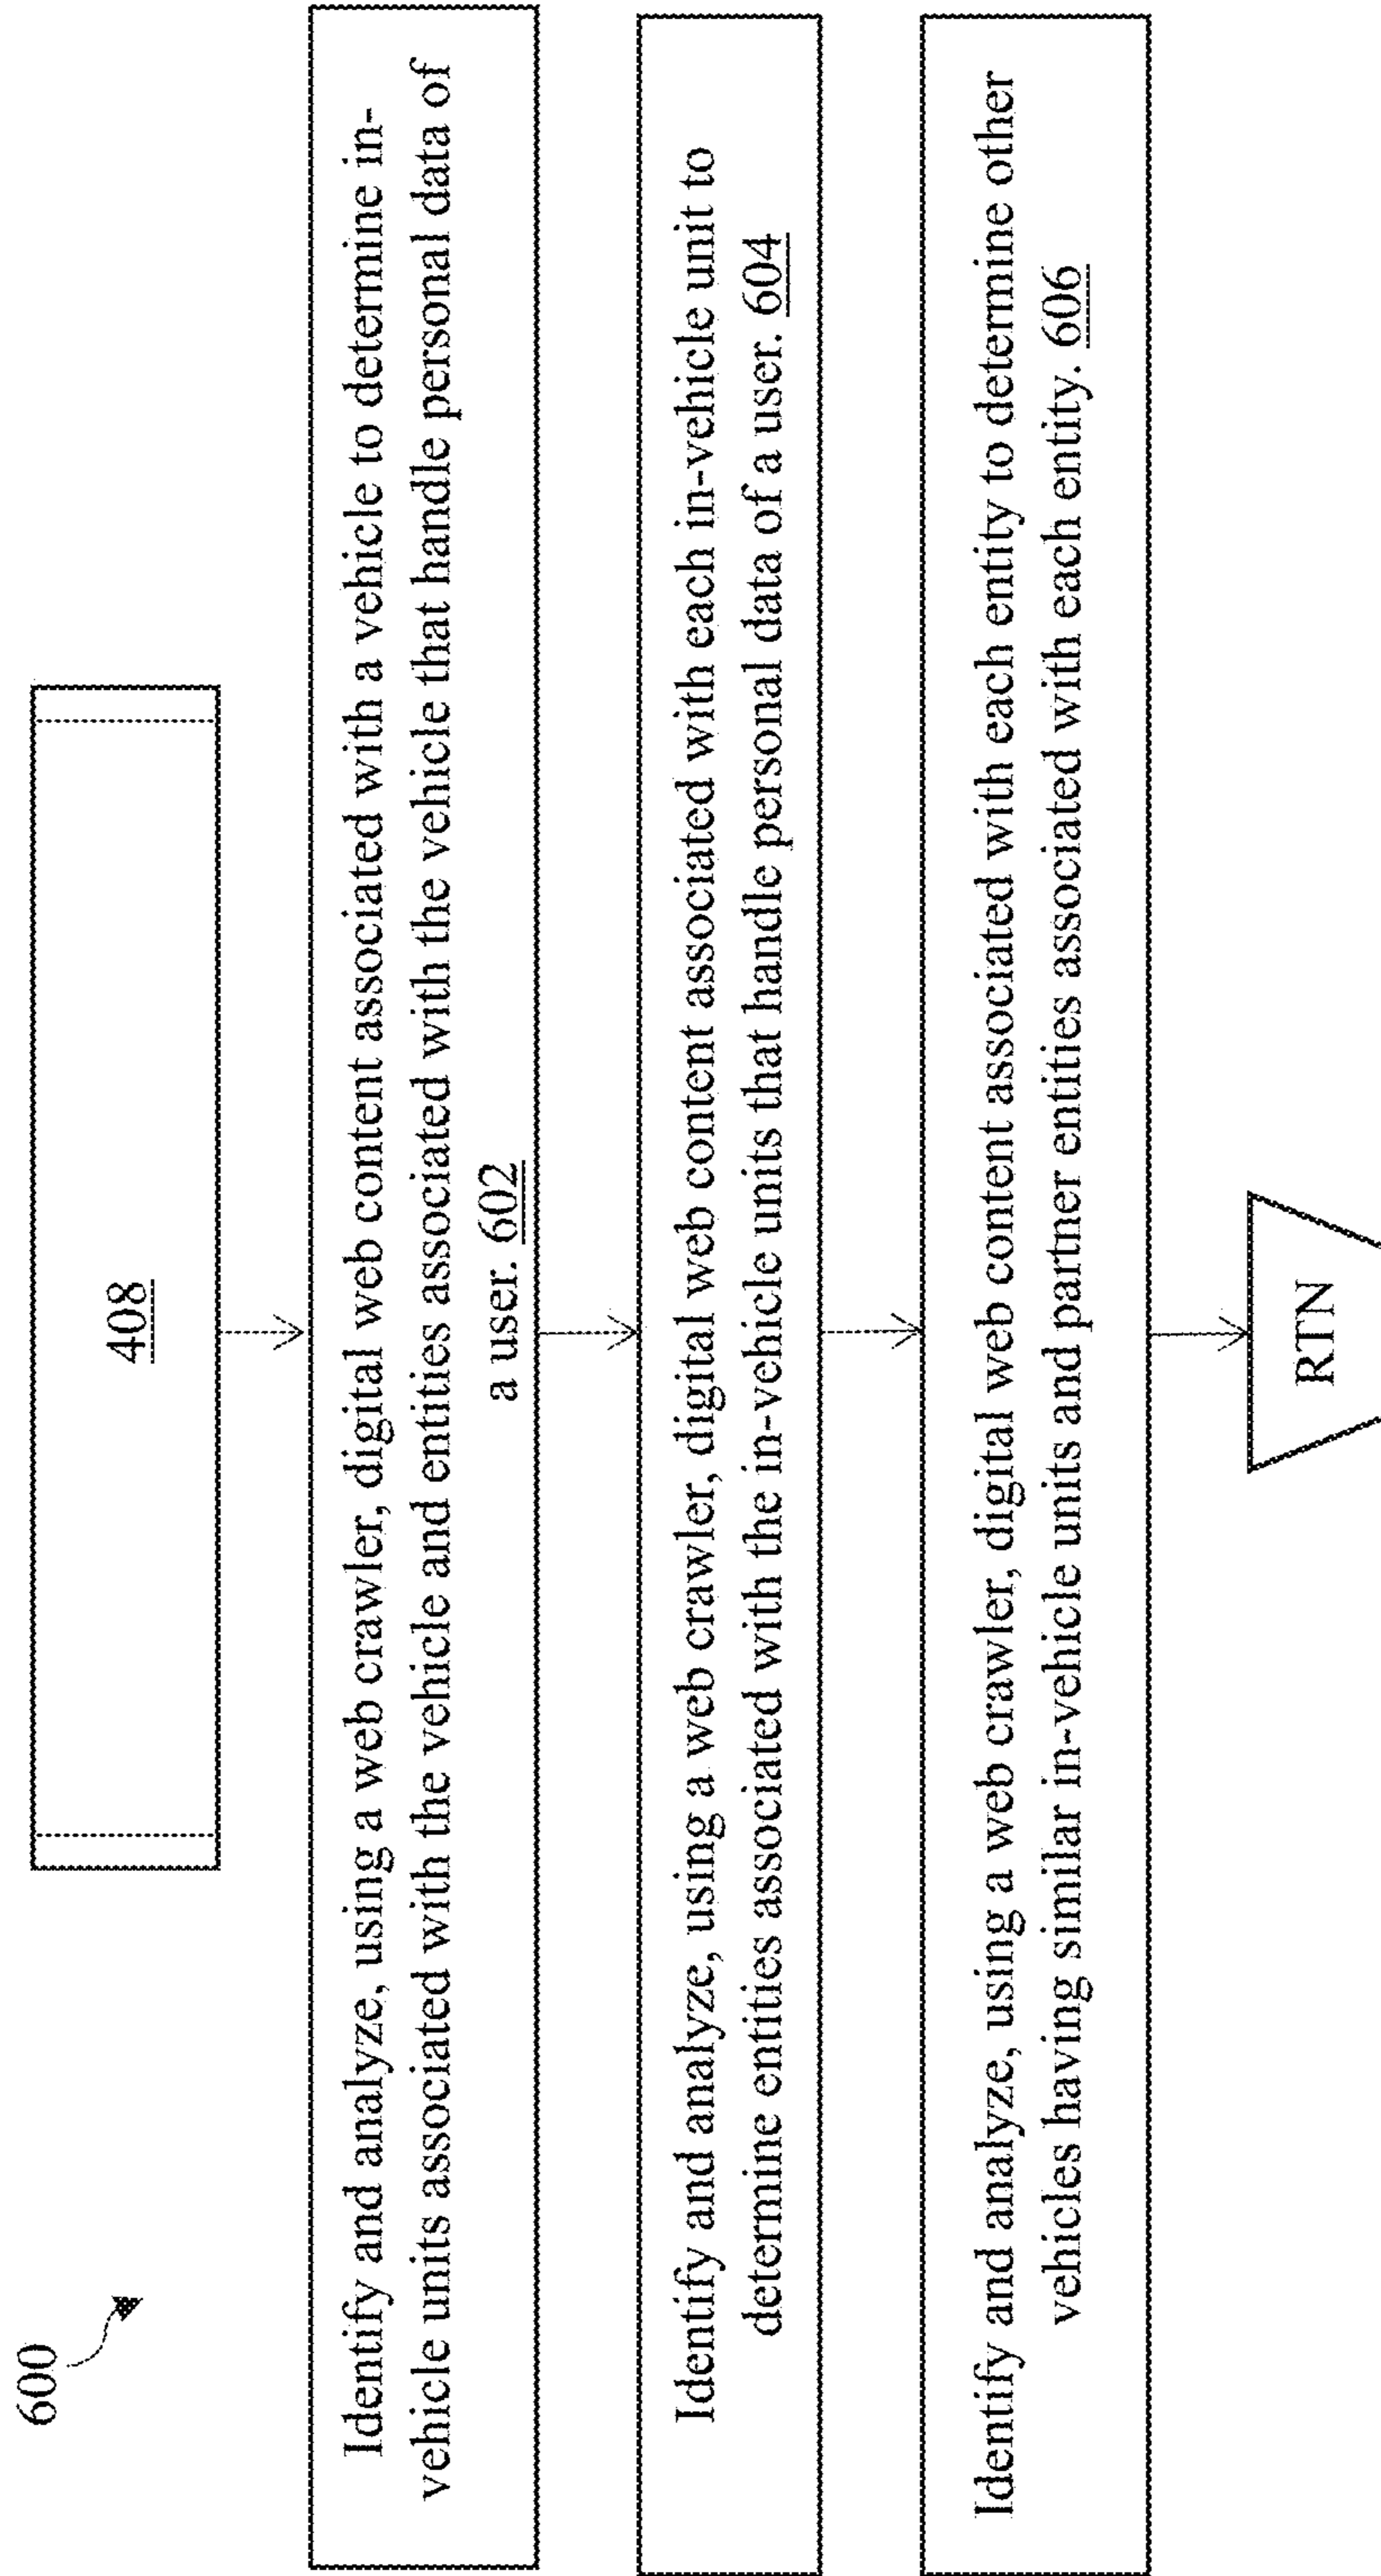 600
408
Identify and analyze, using a web crawler, digital web content associated with a vehicle to determine in-
vehicle units associated with the vehicle and entities associated with the vehicle that handle personal data of
a user. 602
Identify and analyze, using a web crawler, digital web content associated with each in-vehicle unit to
determine entities associated with the in-vehicle units that handle personal data of a user. 604
Identify and analyze, using a web crawler, digital web content associated with each entity to determine other
vehicles having similar in-vehicle units and partner entities associated with each entity. 606
RTN